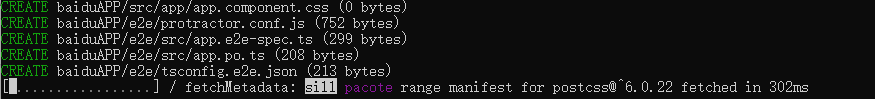 CREATE baiduAPP/src/app/app.component.css (0 bytes)
CREATE baiduAPP/e2e/protractor.conf.js (752 bytes)
CREATE baiduAPP/e2e/src/app.e2e-spec.ts (299 bytes)
CREATE baiduAPP/e2e/src/app.po.ts (208 bytes)
CREATE baiduAPP/e2e/tsconfig.e2e.json (213 bytes)
[ .................] / fetchMetadata: sill pacote range manifest for postcss@^6.0.22 fetched in 302ms